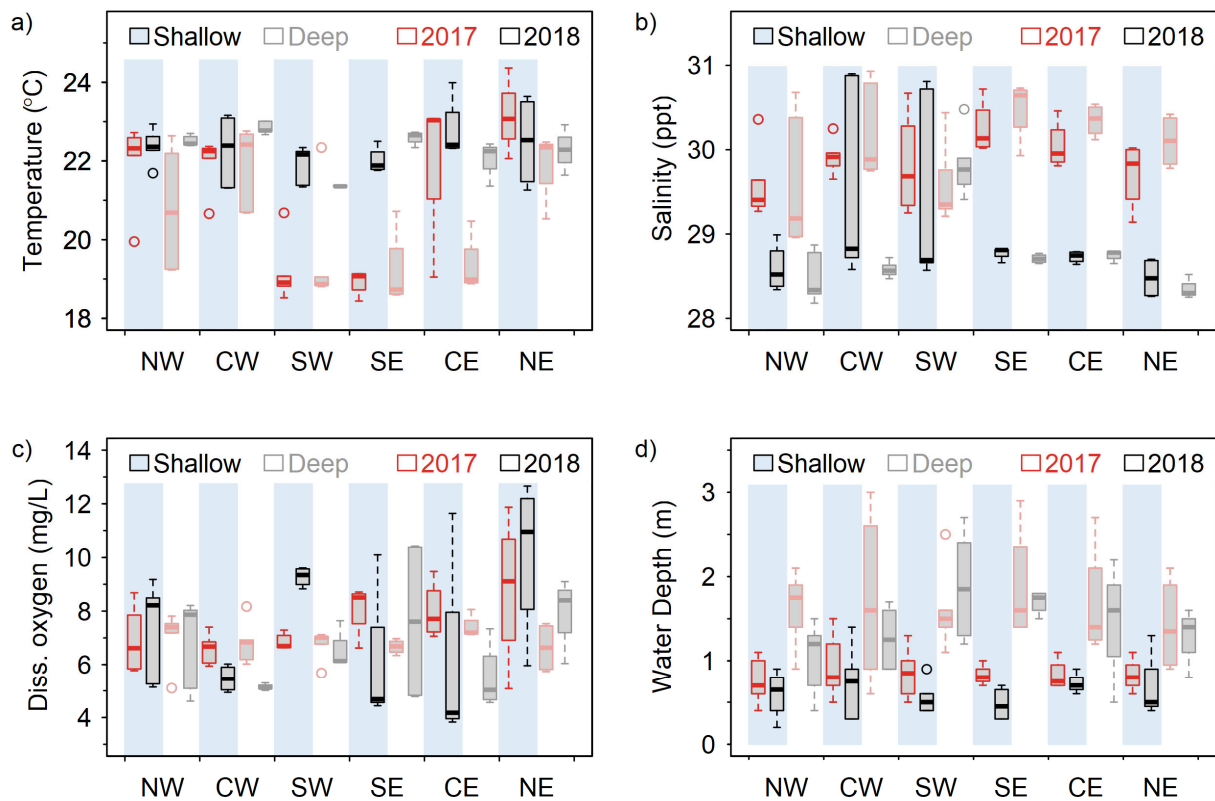 a)
Shallow Deep 2017 2018
Temperature (°C)
24
22
20
18
NW CW SW SE CE NE
b)
Shallow Deep 2017 2018
Salinity (ppt)
31
30
29
28
NW CW SW SE CE NE
c)
Shallow Deep 2017 2018
Diss. oxygen (mg/L)
14
12
10
8
6
4
NW CW SW SE CE NE
d)
Shallow Deep 2017 2018
Water Depth (m)
3
2
1
0
NW CW SW SE CE NE